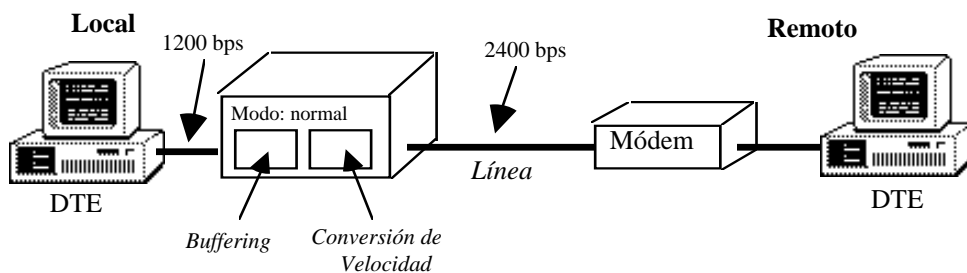 Local
Remoto
1200 bps
2400 bps
Modo: normal
Módem
Línea
DTE
DTE
Buffering
Conversión de
Velocidad